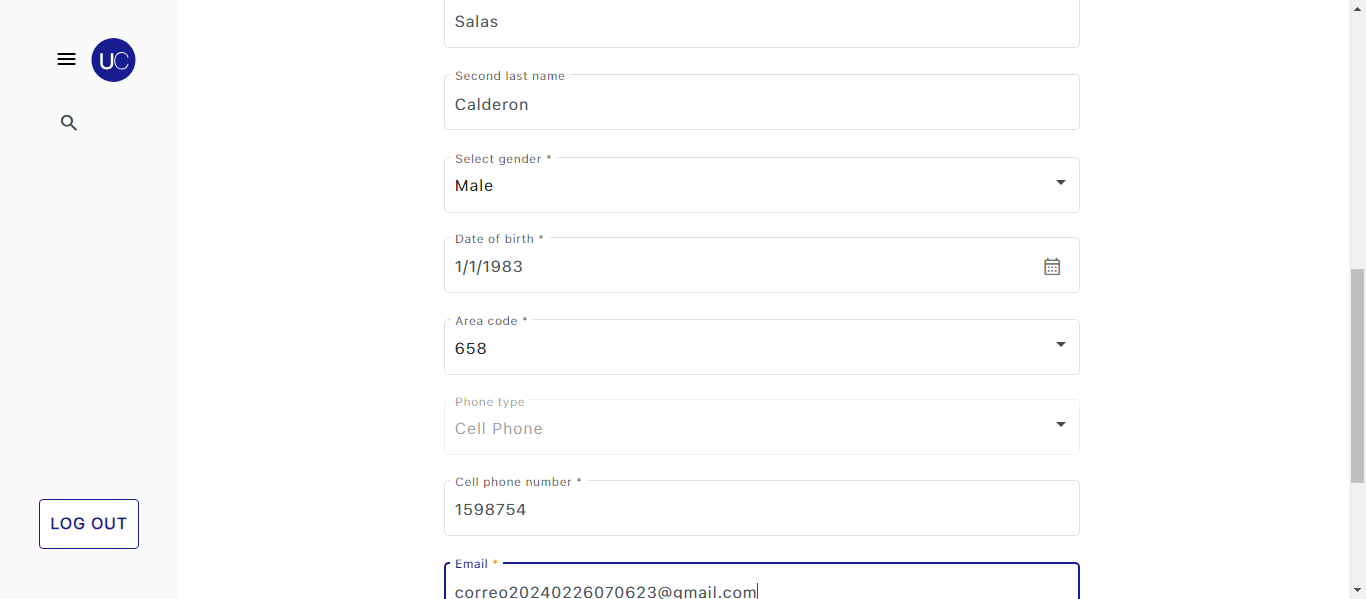 UC
Salas
Second last name
Calderon
Select gender *
Male
Date of birth *
1/1/1983
Area code *
658
Phone type
Cell Phone
Cell phone number *
1598754
Email *
correo20240226070623@gmail.com
LOG OUT